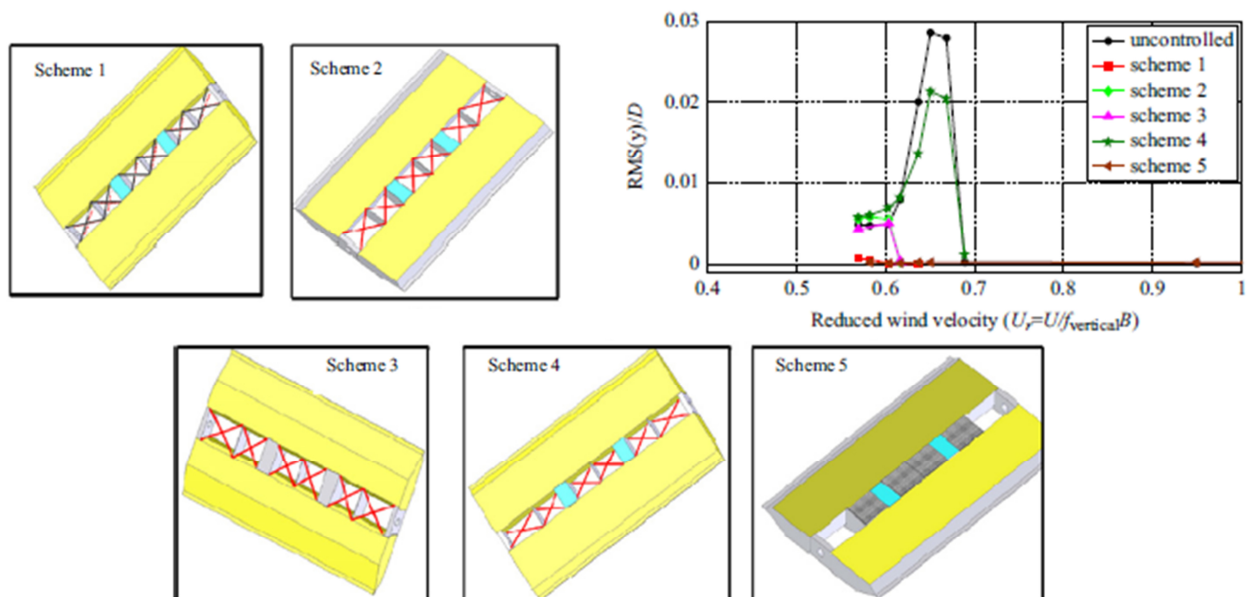 Scheme 1
Scheme 2
RMS(y)/D
0.03
0.02
0.01
0
uncontrolled
scheme 1
scheme 2
scheme 3
scheme 4
scheme 5
0.4 0.5 0.6 0.7 0.8 0.9 1
Reduced wind velocity (Uᵣ=U/f_verticalB)
Scheme 3
Scheme 4
Scheme 5